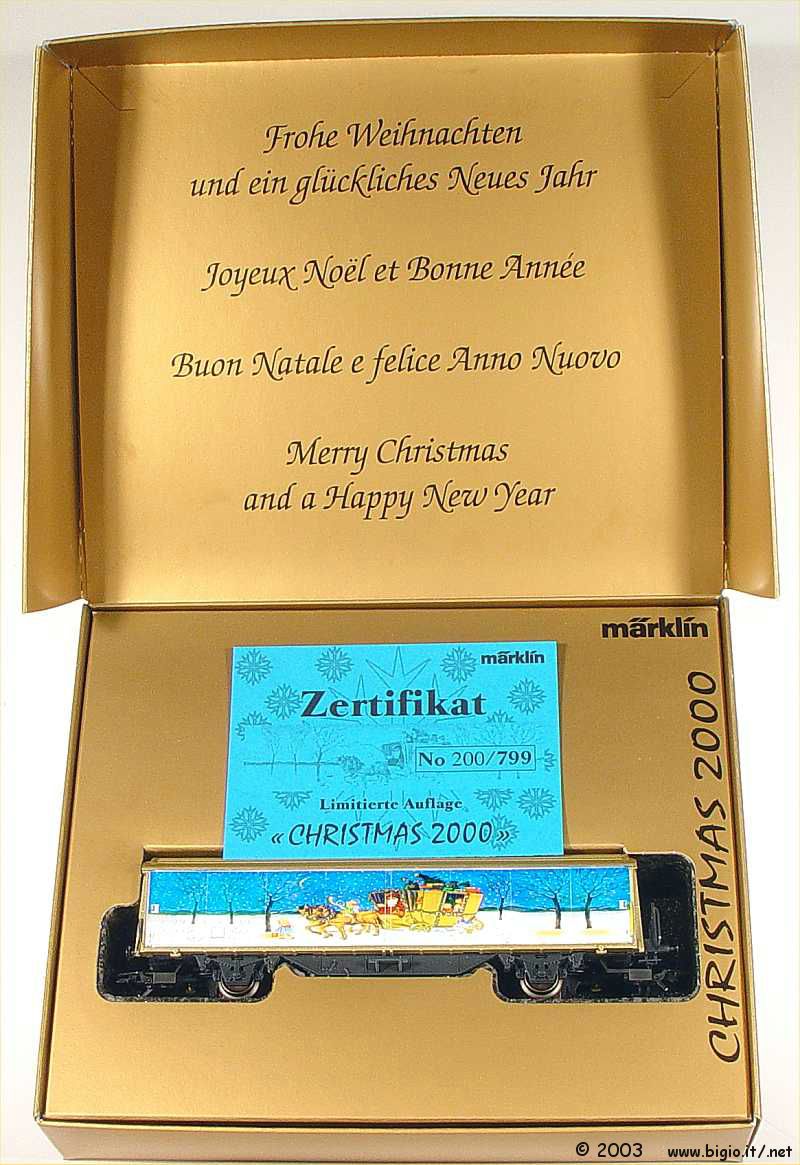 Frohe Weihnachten
und ein glückliches Neues Jahr
Joyeux Noël et Bonne Année
Buon Natale e felice Anno Nuovo
Merry Christmas
and a Happy New Year
märklin
märklin
Zertifikat
No 200/799
Limitierte Auflage
«CHRISTMAS 2000»
CHRISTMAS 2000
© 2003 www.bigio.it/.net